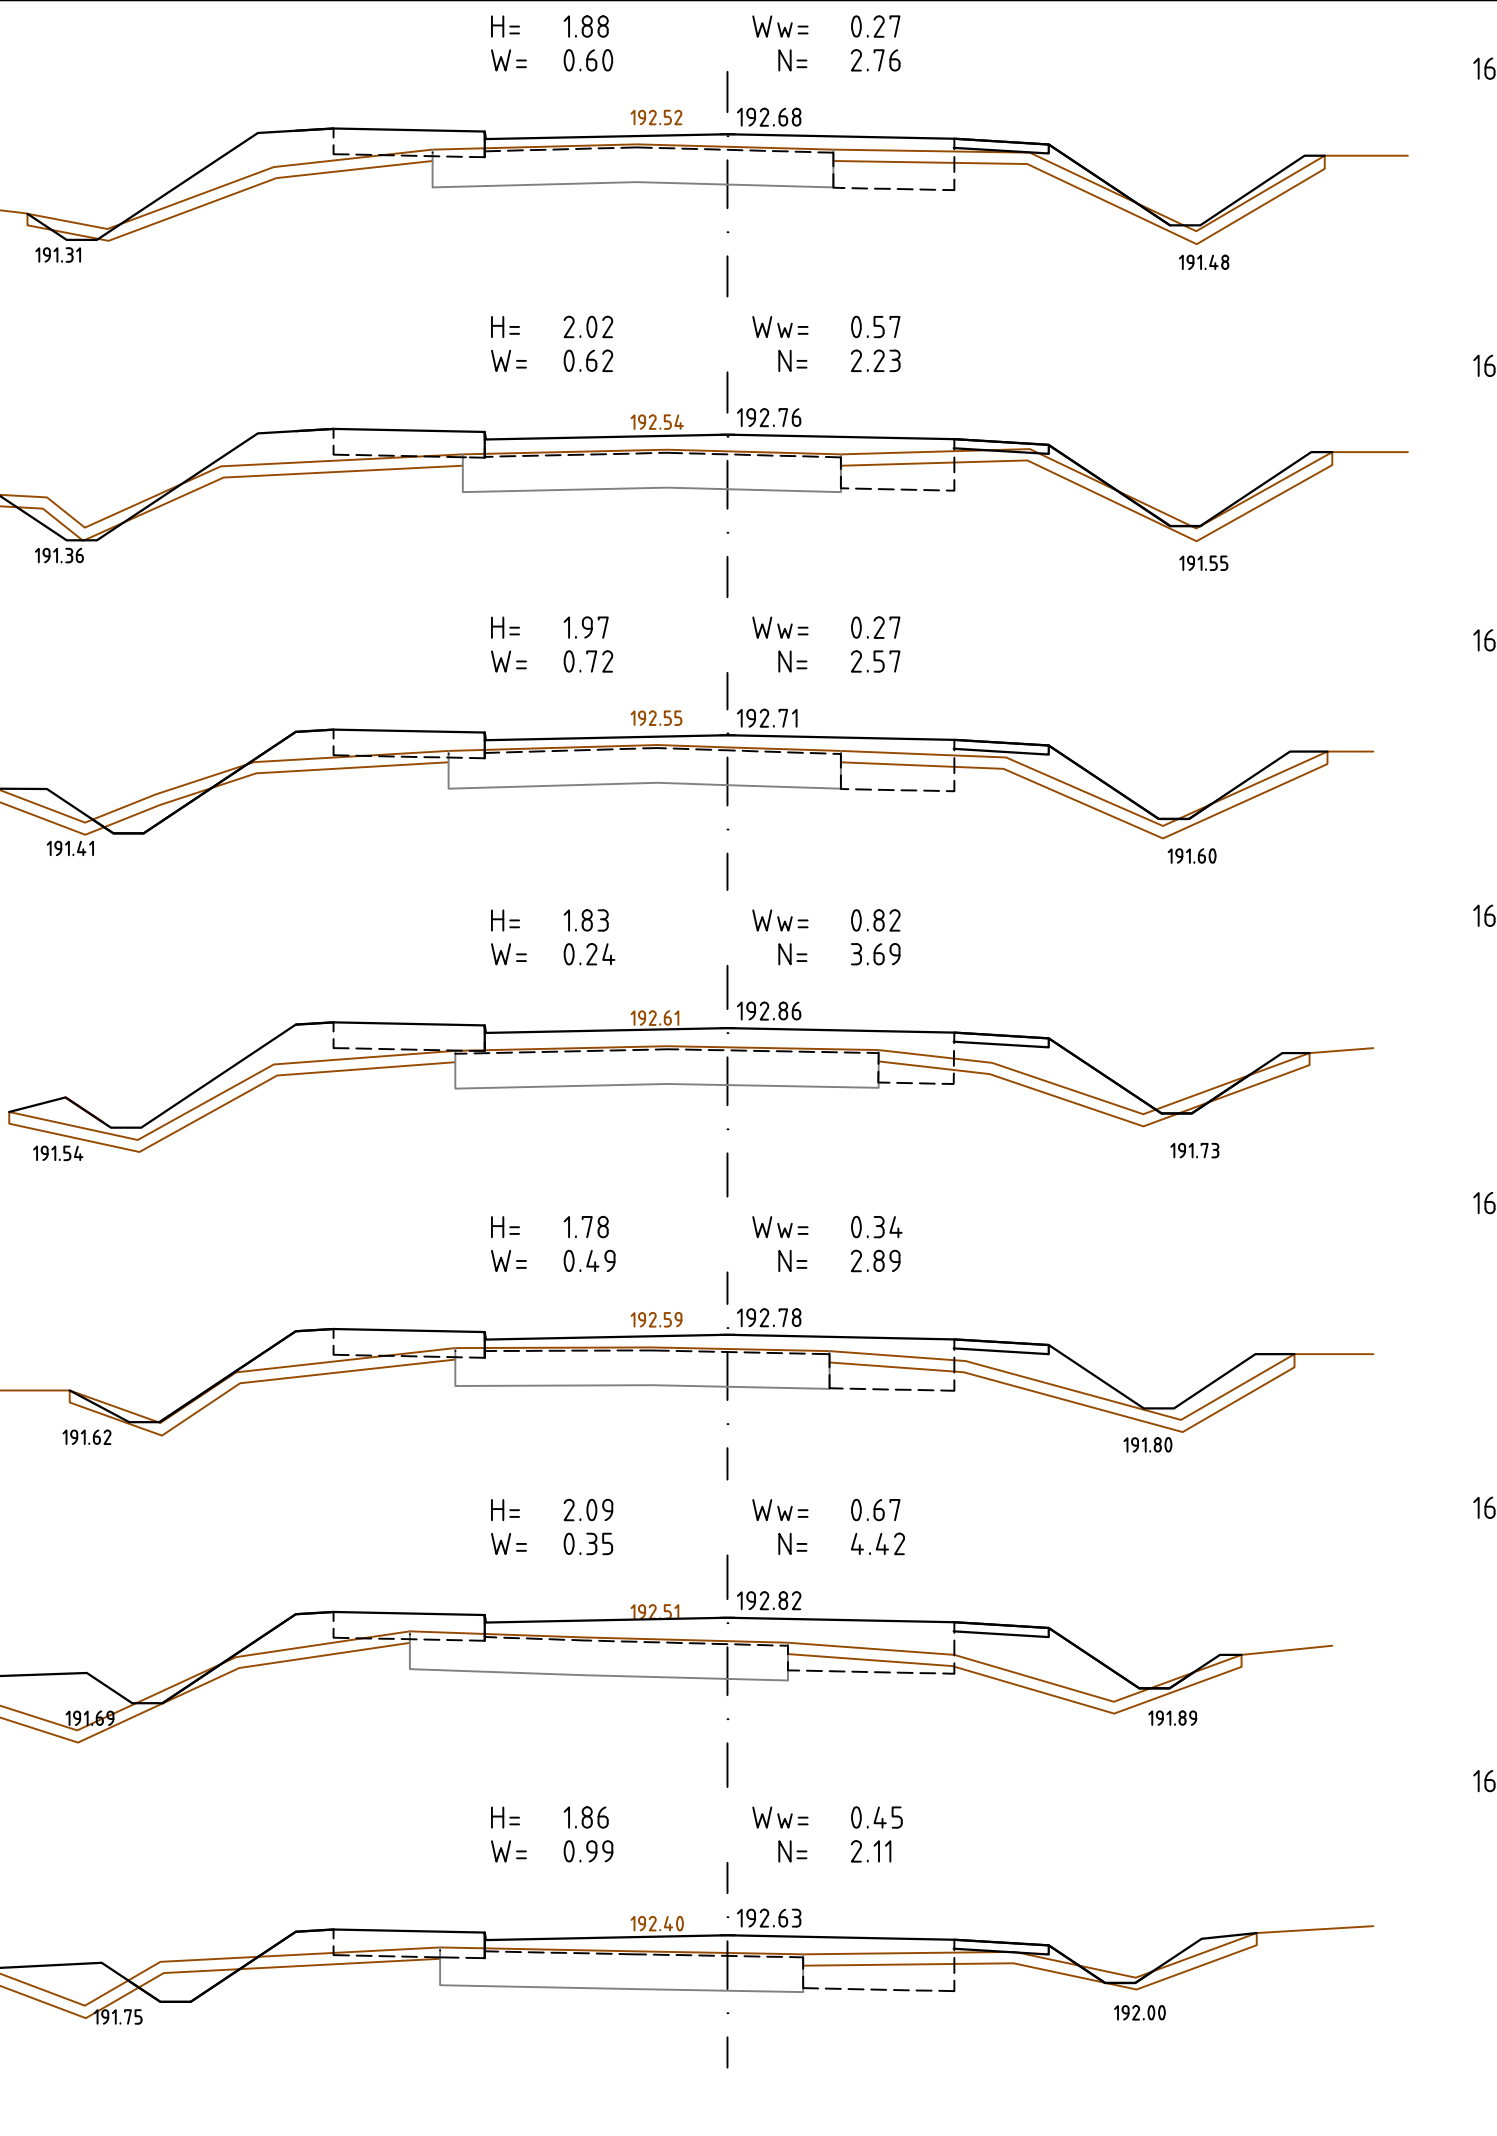 H= 1.88 Ww= 0.27
W= 0.60 N= 2.76
16
192.52 192.68
191.31 191.48
H= 2.02 Ww= 0.57
W= 0.62 N= 2.23
16
192.54 192.76
191.36 191.55
H= 1.97 Ww= 0.27
16
W= 0.72 N= 2.57
192.55 192.71
191.41 191.60
H= 1.83 Ww= 0.82
16
W= 0.24 N= 3.69
192.61 192.86
191.54 191.73
16
H= 1.78 Ww= 0.34
W= 0.49 N= 2.89
192.59 192.78
191.62 191.80
H= 2.09 Ww= 0.67
16
W= 0.35 N= 4.42
192.51 192.82
191.69 191.89
16
H= 1.86 Ww= 0.45
W= 0.99 N= 2.11
192.40 192.63
191.75 192.00